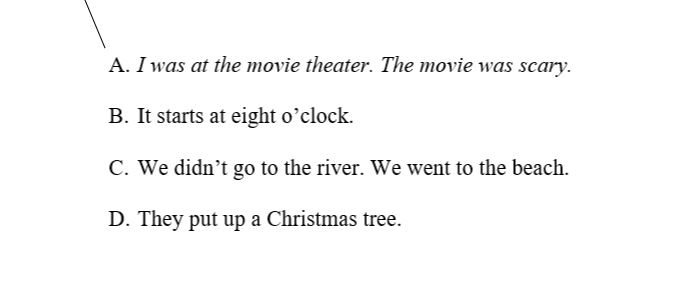 A. I was at the movie theater. The movie was scary.
B. It starts at eight o’clock.
C. We didn’t go to the river. We went to the beach.
D. They put up a Christmas tree.